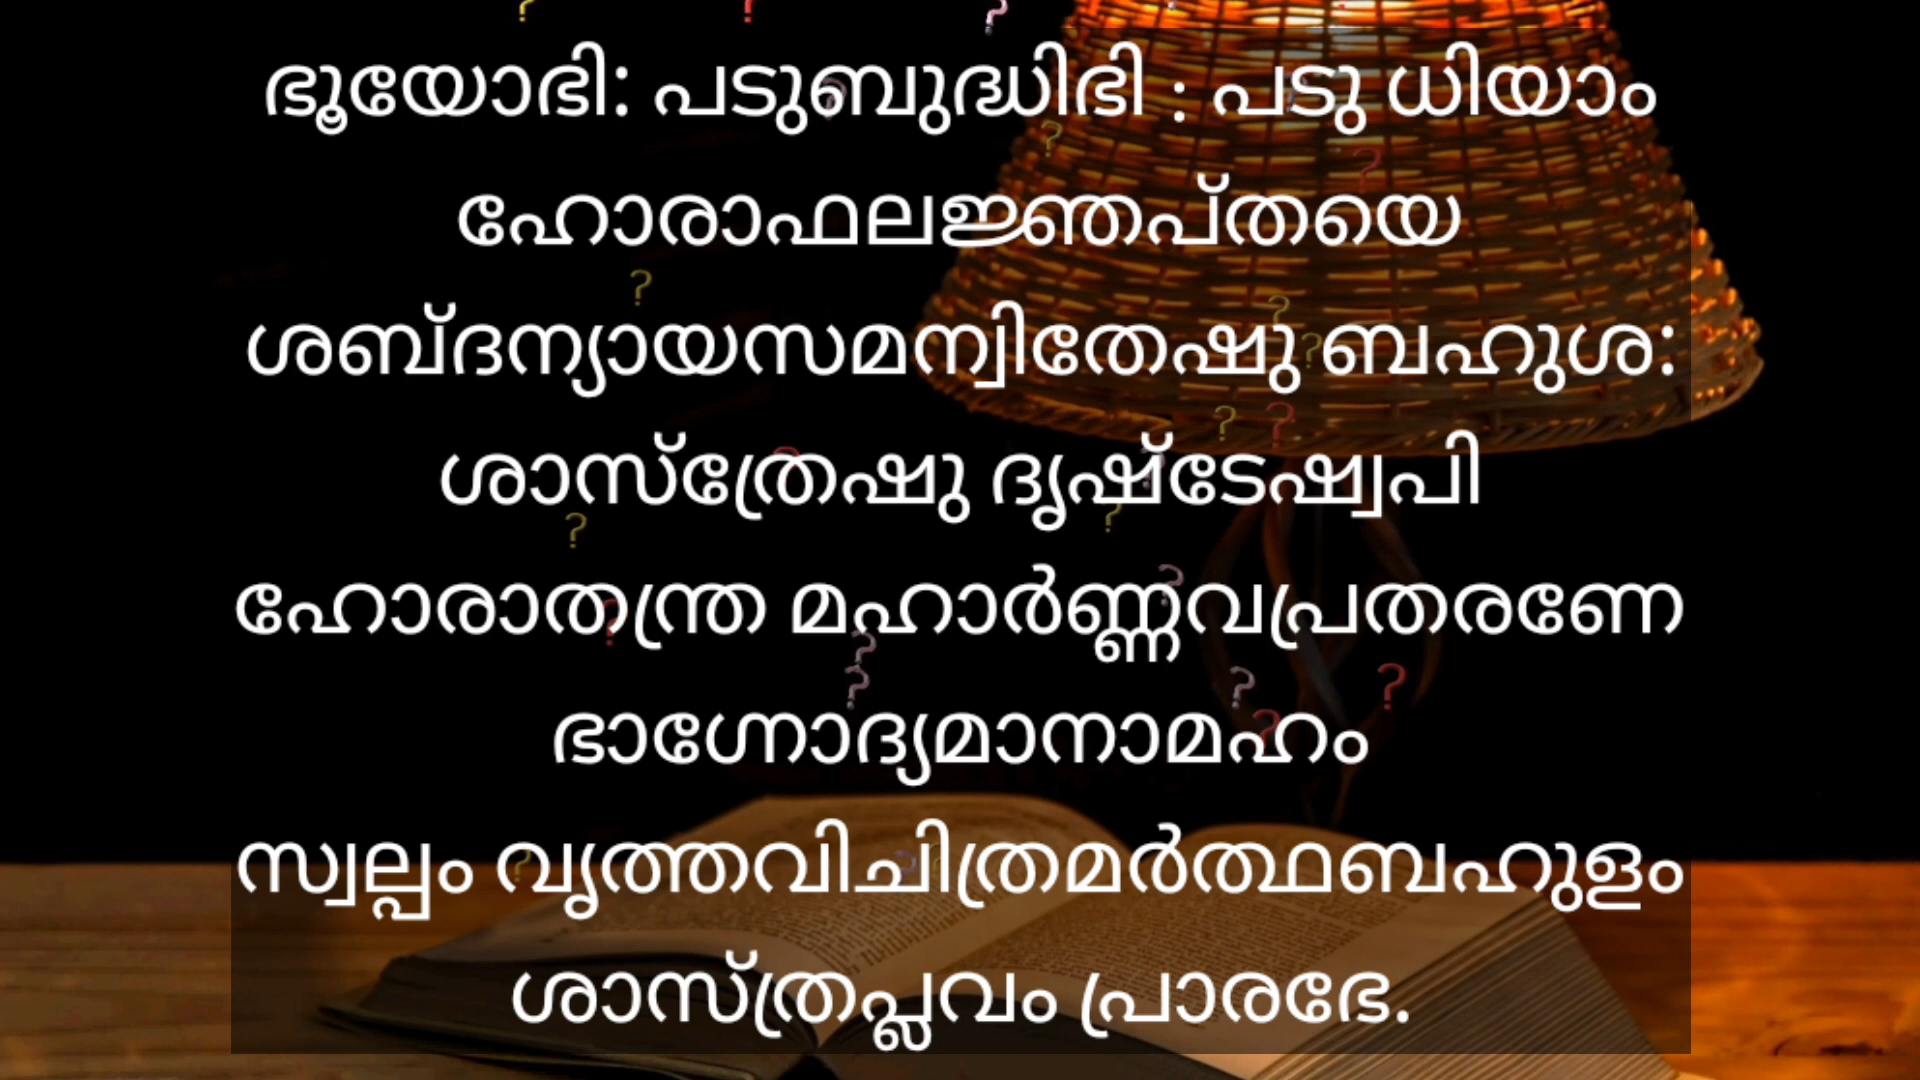 ഭൂയോഭി: പടുബുദ്ധിഭി : പടു ധിയാം
ഹോരാഫലജ്ഞപ്തയെ
ശബ്ദന്യായസമന്വിതേഷു ബഹുശ:
ശാസ്ത്രേഷു ദൃഷ്ടേഷ്വപി
ഹോരാതന്ത്ര മഹാർണ്ണവപ്രതരണേ
ഭാഗ്നോദ്യമാനാമഹം
സ്വല്പം വൃത്തവിചിത്രമർത്ഥബഹുളം
ശാസ്ത്രപ്ലവം പ്രാരഭേ.